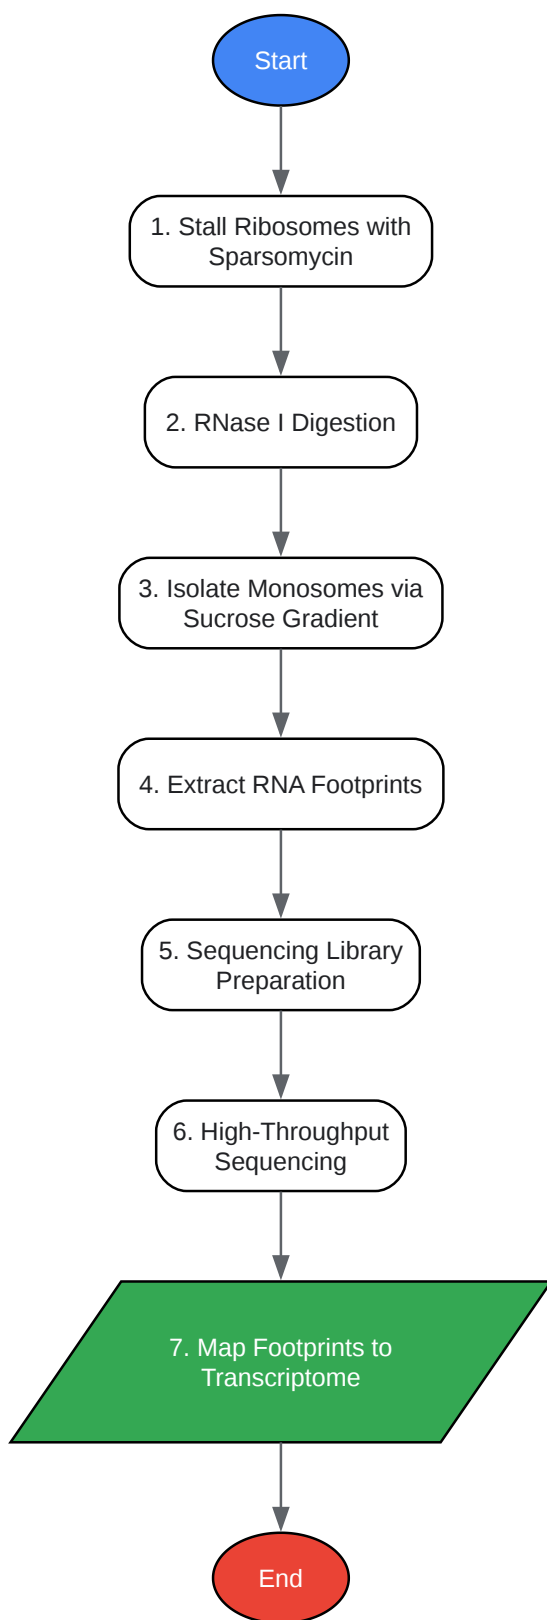 Start
1. Stall Ribosomes with
Sparsomycin
2. RNase I Digestion
3. Isolate Monosomes via
Sucrose Gradient
4. Extract RNA Footprints
5. Sequencing Library
Preparation
6. High-Throughput
Sequencing
7. Map Footprints to
Transcriptome
End